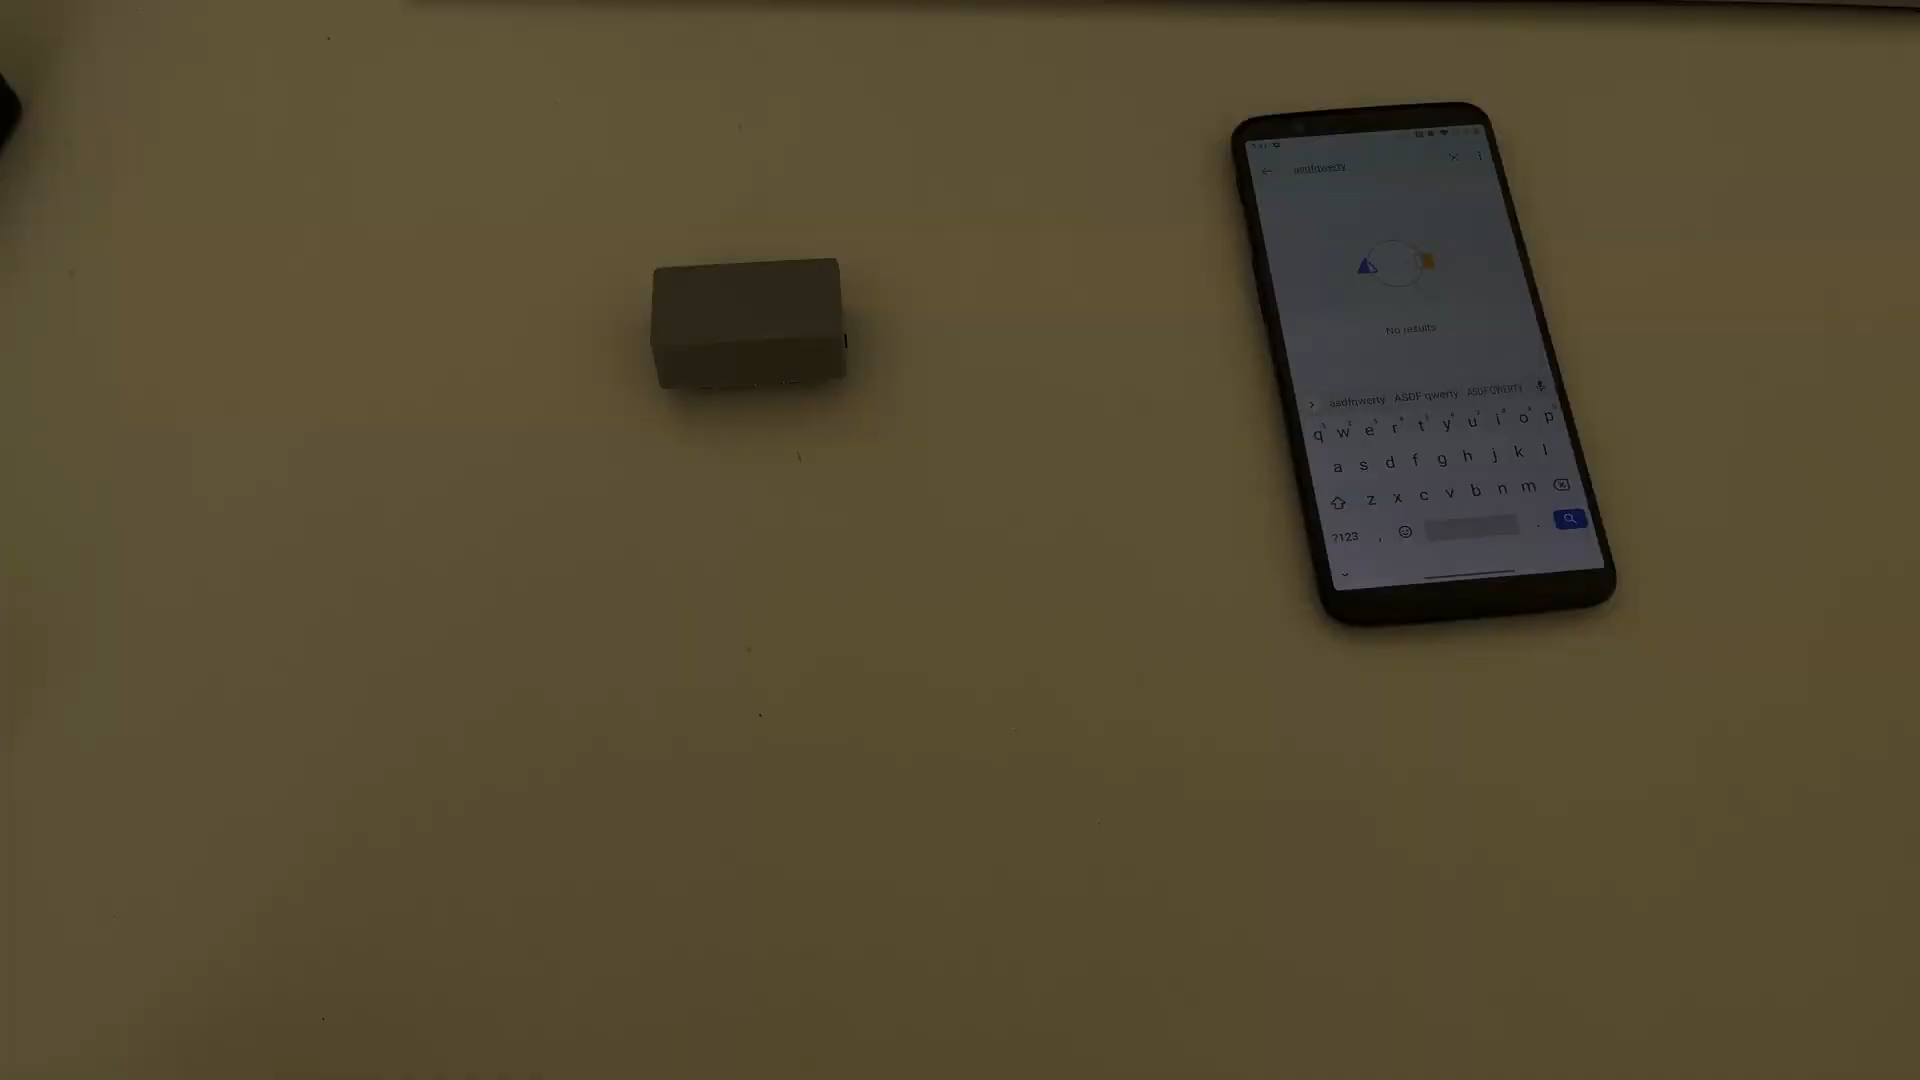 asdfqwerty
No results
asdfqwerty ASDF qwerty ASDFQWERTY
q w e r t y u i o p
a s d f g h j k l
z x c v b n m
?123 , .